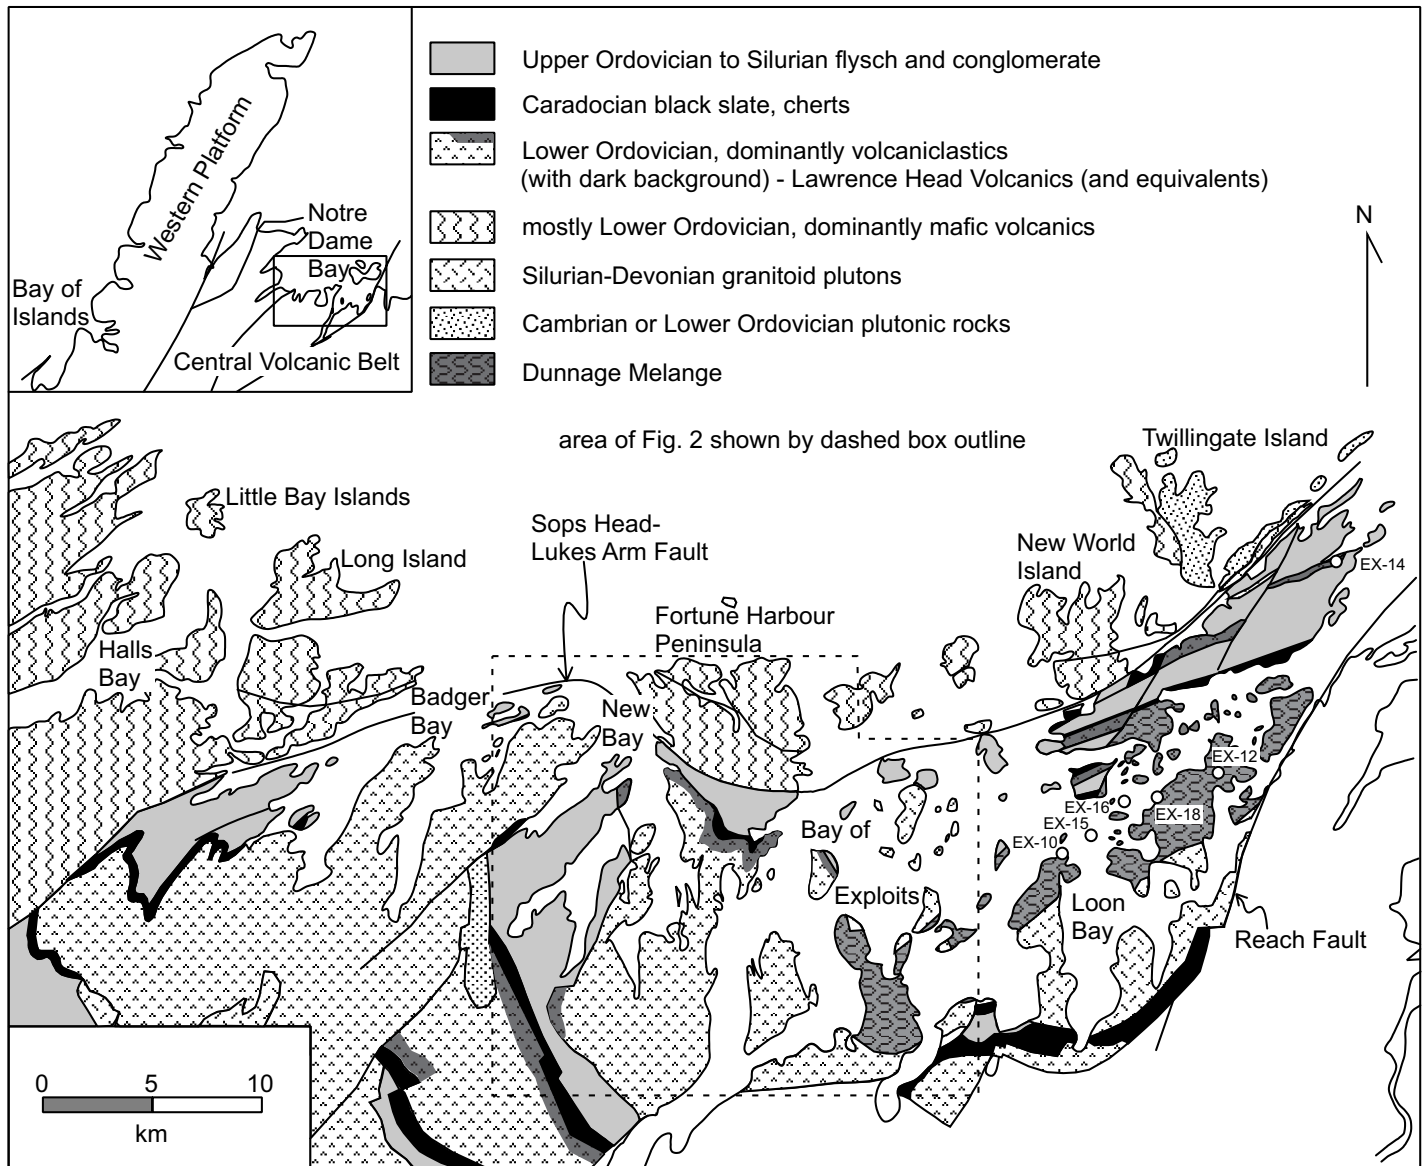 Western Platform
Notre
Dame
Bay
Bay of
Islands
Central Volcanic Belt
Upper Ordovician to Silurian flysch and conglomerate
Caradocian black slate, cherts
Lower Ordovician, dominantly volcaniclastics
(with dark background) - Lawrence Head Volcanics (and equivalents)
mostly Lower Ordovician, dominantly mafic volcanics
Silurian-Devonian granitoid plutons
Cambrian or Lower Ordovician plutonic rocks
Dunnage Melange
N
area of Fig. 2 shown by dashed box outline
Twillingate Island
Little Bay Islands
Sops Head-
Lukes Arm Fault
Long Island
New World
Island
EX-14
Fortune Harbour
Peninsula
Halls
Bay
Badger
Bay
New
Bay
EX-12
EX-16
EX-18
EX-15
EX-10
Bay of
Exploits
Loon
Bay
Reach Fault
0 5 10
km